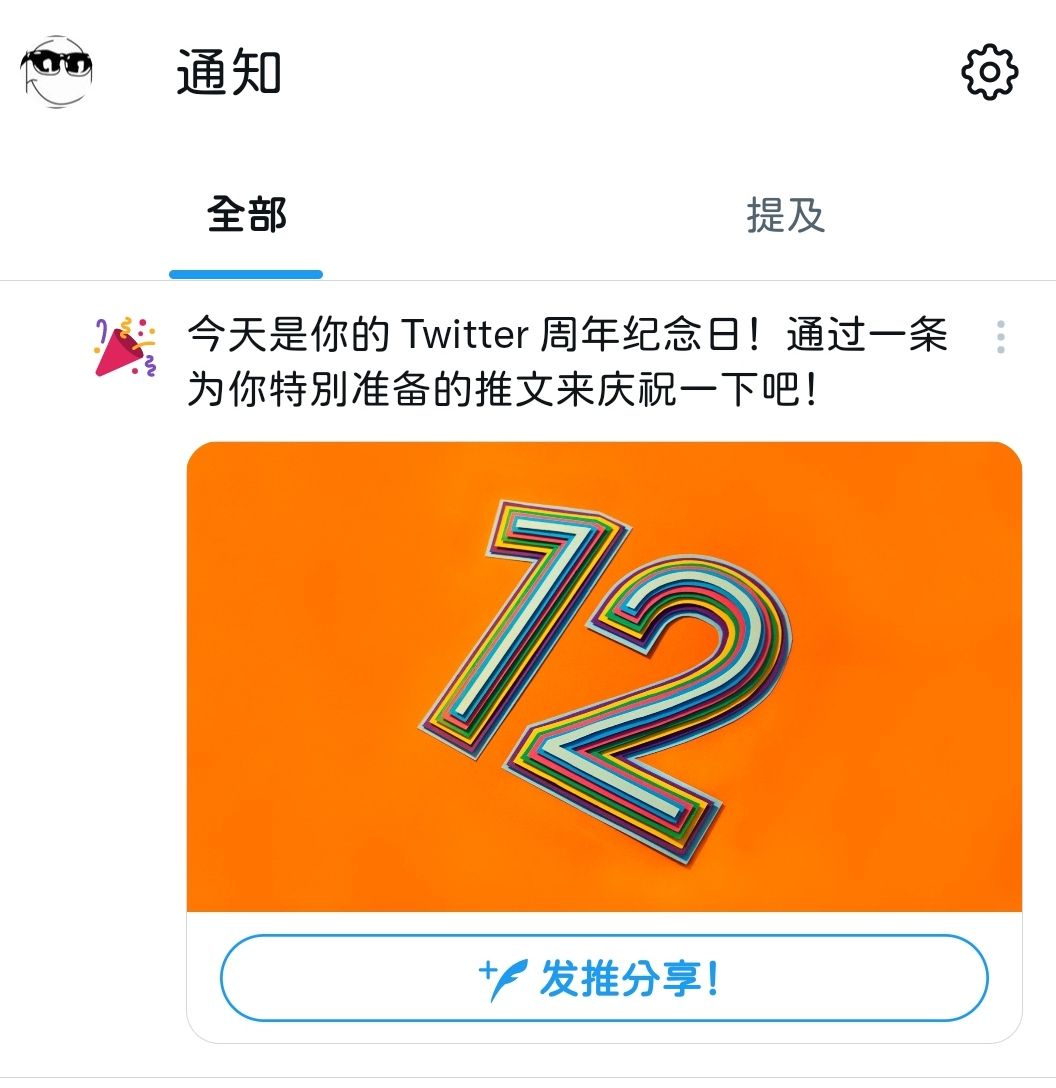 通知
全部
提及
今天是你的 Twitter 周年纪念日！通过一条
为你特别准备的推文来庆祝一下吧！
12
发推分享！